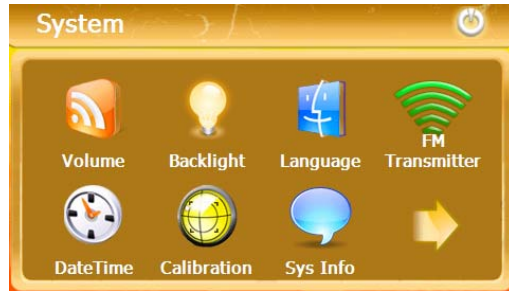 System
Volume
Backlight
Language
FM
Transmitter
DateTime
Calibration
Sys Info